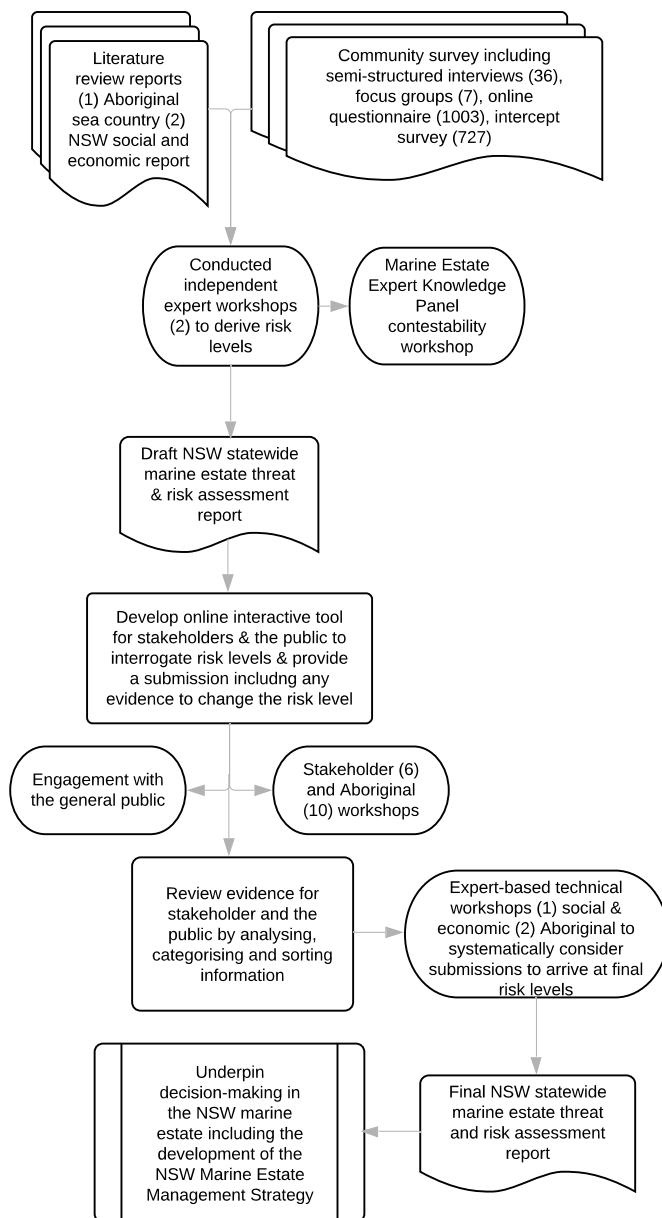 Literature
review reports
(1) Aboriginal
sea country (2)
NSW social and
economic report
Community survey including
semi-structured interviews (36),
focus groups (7), online
questionnaire (1003), intercept
survey (727)
Conducted
independent
expert workshops
(2) to derive risk
levels
Marine Estate
Expert Knowledge
Panel
contestability
workshop
Draft NSW statewide
marine estate threat
& risk assessment
report
Develop online interactive tool
for stakeholders & the public to
interrogate risk levels & provide
a submission includng any
evidence to change the risk level
Engagement with
the general public
Stakeholder (6)
and Aboriginal
(10) workshops
Review evidence for
stakeholder and the
public by analysing,
categorising and sorting
information
Expert-based technical
workshops (1) social &
economic (2) Aboriginal to
systematically consider
submissions to arrive at final
risk levels
Underpin
decision-making in
the NSW marine
estate including the
development of the
NSW Marine Estate
Management Strategy
Final NSW statewide
marine estate threat
and risk assessment
report